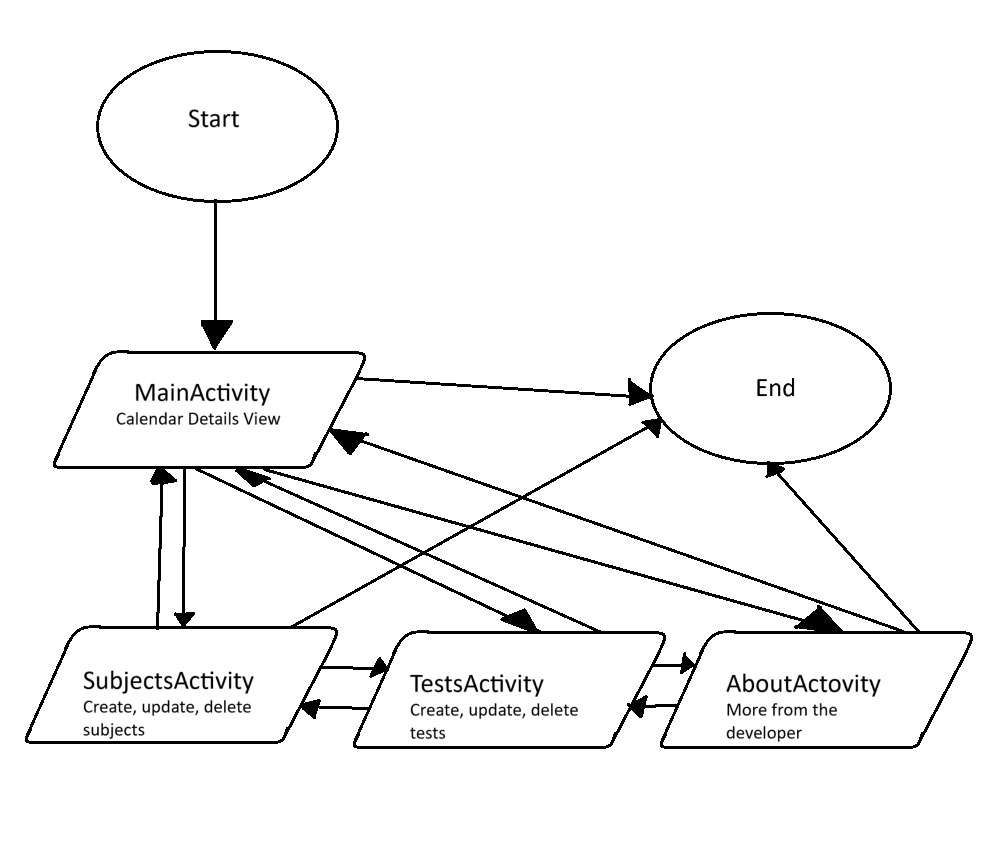 Start
MainActivity
Calendar Details View
End
SubjectsActivity
Create, update, delete
subjects
TestsActivity
Create, update, delete
tests
AboutActovity
More from the
developer